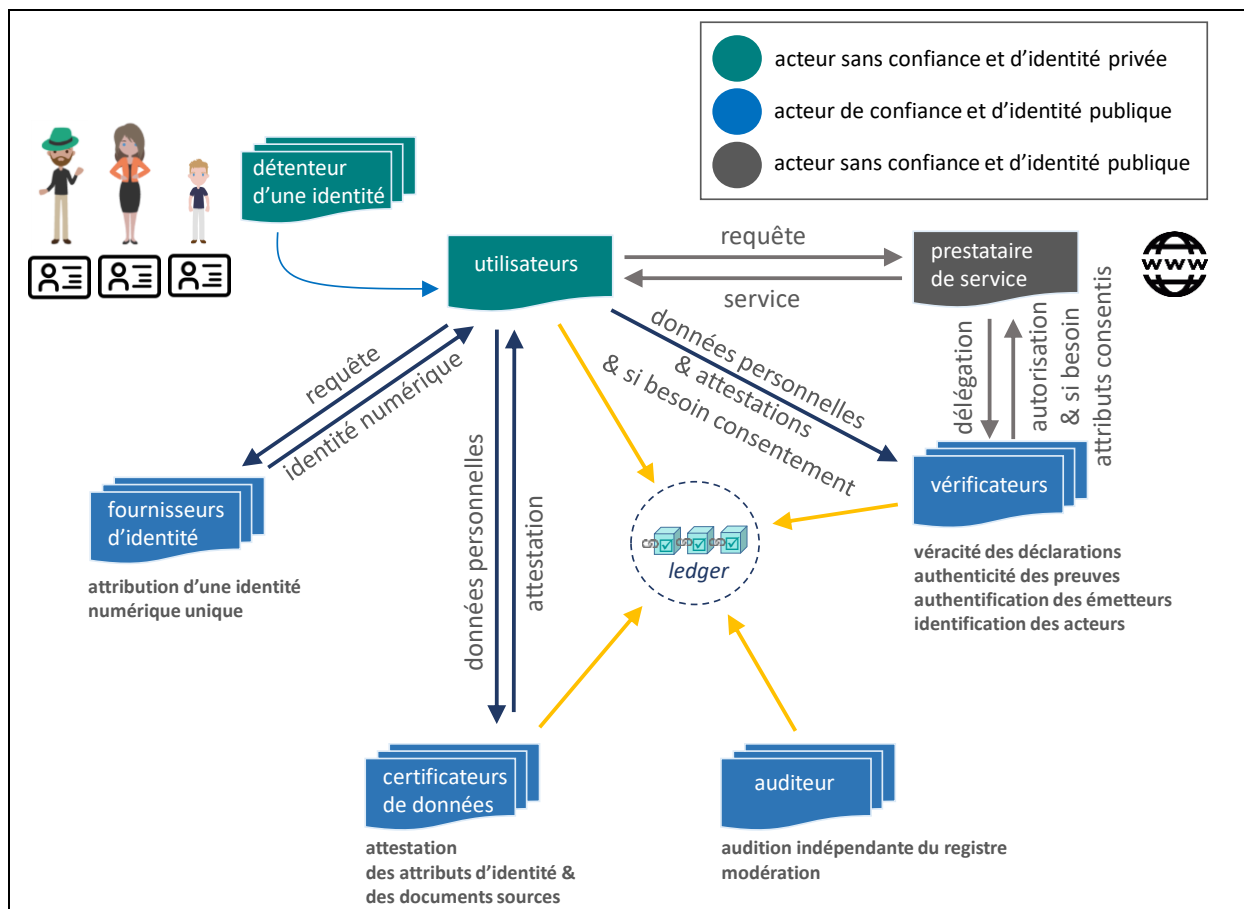 acteur sans confiance et d'identité privée
acteur de confiance et d'identité publique
acteur sans confiance et d'identité publique
détenteur
d'une identité
utilisateurs
requête
service
prestataire
de service
WWW
requête
identité numérique
données personnelles
attestation
données personnelles
& attestations
& si besoin consentement
délégation
autorisation
& si besoin
attributs consentis
fournisseurs
d'identité
attribution d'une identité
numérique unique
vérificateurs
véracité des déclarations
authenticité des preuves
authentification des émetteurs
identification des acteurs
ledger
certificateurs
de données
attestation
des attributs d'identité &
des documents sources
auditeur
audition indépendante du registre
modération